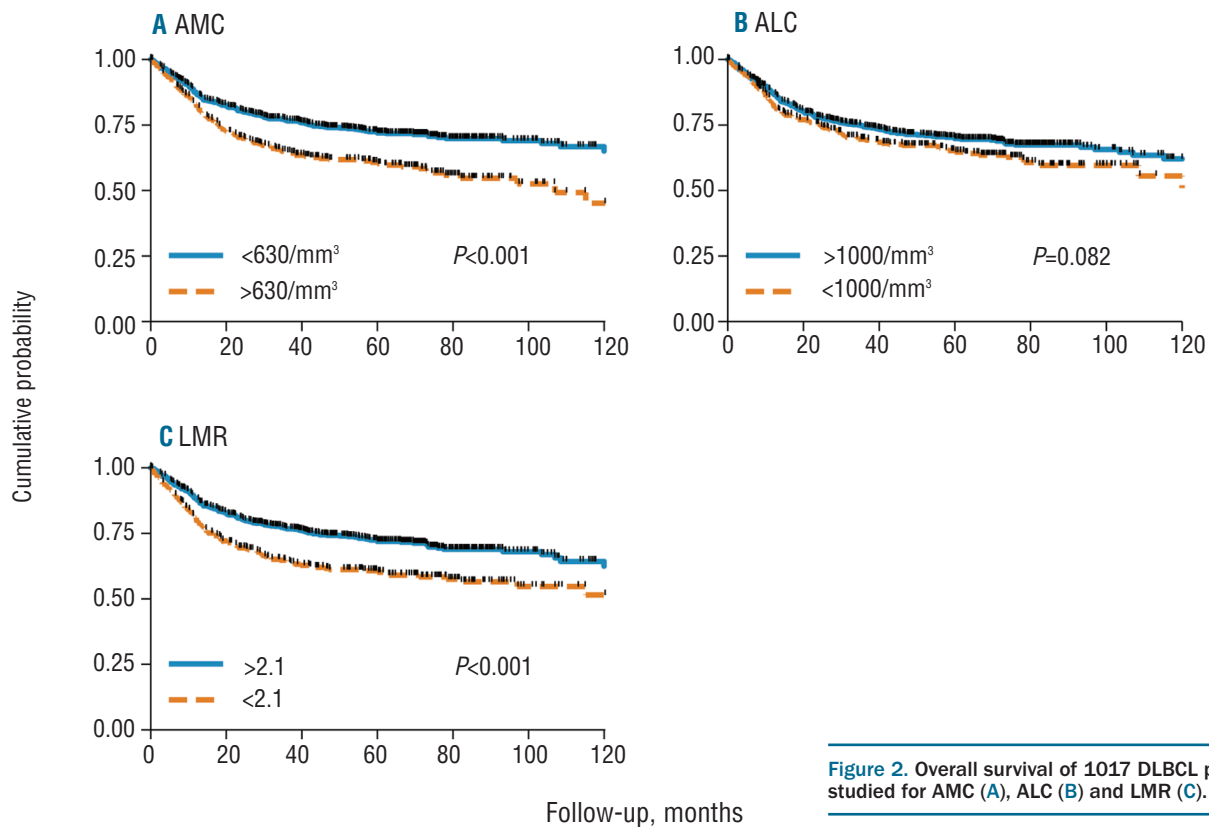 A AMC
1.00
0.75
0.50
0.25
0.00
<630/mm³
>630/mm³
P<0.001
0 20 40 60 80 100 120
B ALC
1.00
0.75
0.50
0.25
0.00
>1000/mm³
<1000/mm³
P=0.082
0 20 40 60 80 100 120
Cumulative probability
C LMR
1.00
0.75
0.50
0.25
0.00
>2.1
<2.1
P<0.001
0 20 40 60 80 100 120
Follow-up, months
Figure 2. Overall survival of 1017 DLBCL
studied for AMC (A), ALC (B) and LMR (C).